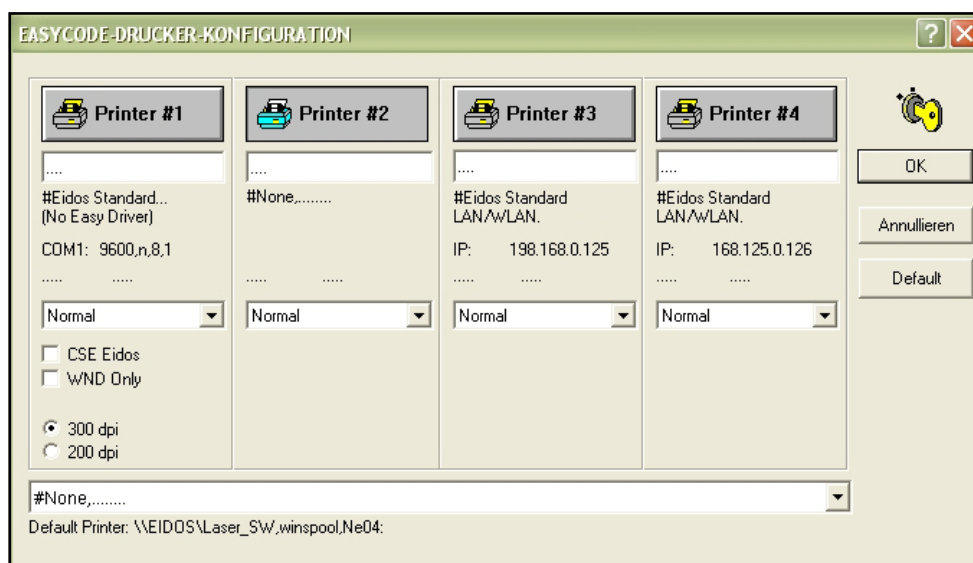 EASYCODE-DRUCKER-KONFIGURATION
Printer #1
....
#Eidos Standard...
(No Easy Driver)
COM1: 9600,n,8,1
..... .....
Normal
CSE Eidos
WND Only
300 dpi
200 dpi
Printer #2
....
#None,........
..... .....
Normal
Printer #3
....
#Eidos Standard
LAN/WLAN.
IP: 198.168.0.125
..... .....
Normal
Printer #4
....
#Eidos Standard
LAN/WLAN.
IP: 168.125.0.126
..... .....
Normal
OK
Annullieren
Default
#None,........
Default Printer: \\EIDOS\Laser_SW,winspool,Ne04: